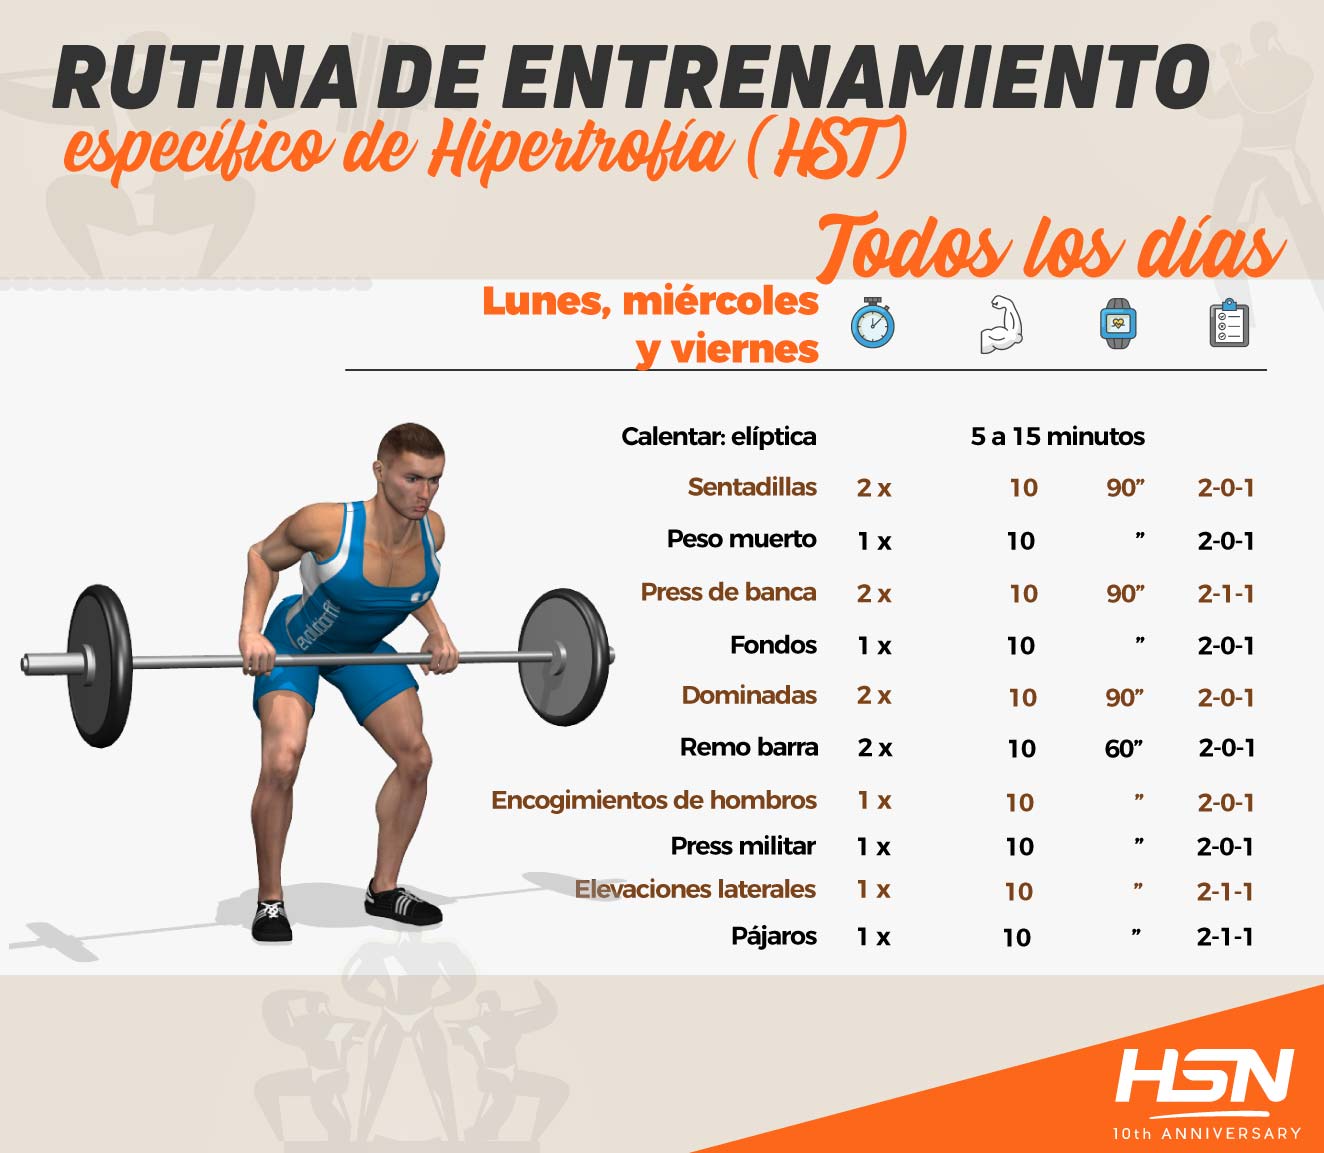 RUTINA DE ENTRENAMIENTO
específico de Hipertrofía (HST)
Todos los días
Lunes, miércoles
y viernes
Calentar: elíptica 5 a 15 minutos
Sentadillas 2 x 10 90” 2-0-1
Peso muerto 1 x 10 ” 2-0-1
Press de banca 2 x 10 90” 2-1-1
Fondos 1 x 10 ” 2-0-1
Dominadas 2 x 10 90” 2-0-1
Remo barra 2 x 10 60” 2-0-1
Encogimientos de hombros 1 x 10 ” 2-0-1
Press militar 1 x 10 ” 2-0-1
Elevaciones laterales 1 x 10 ” 2-1-1
Pájaros 1 x 10 ” 2-1-1
evolutionfit
HSN
10th ANNIVERSARY